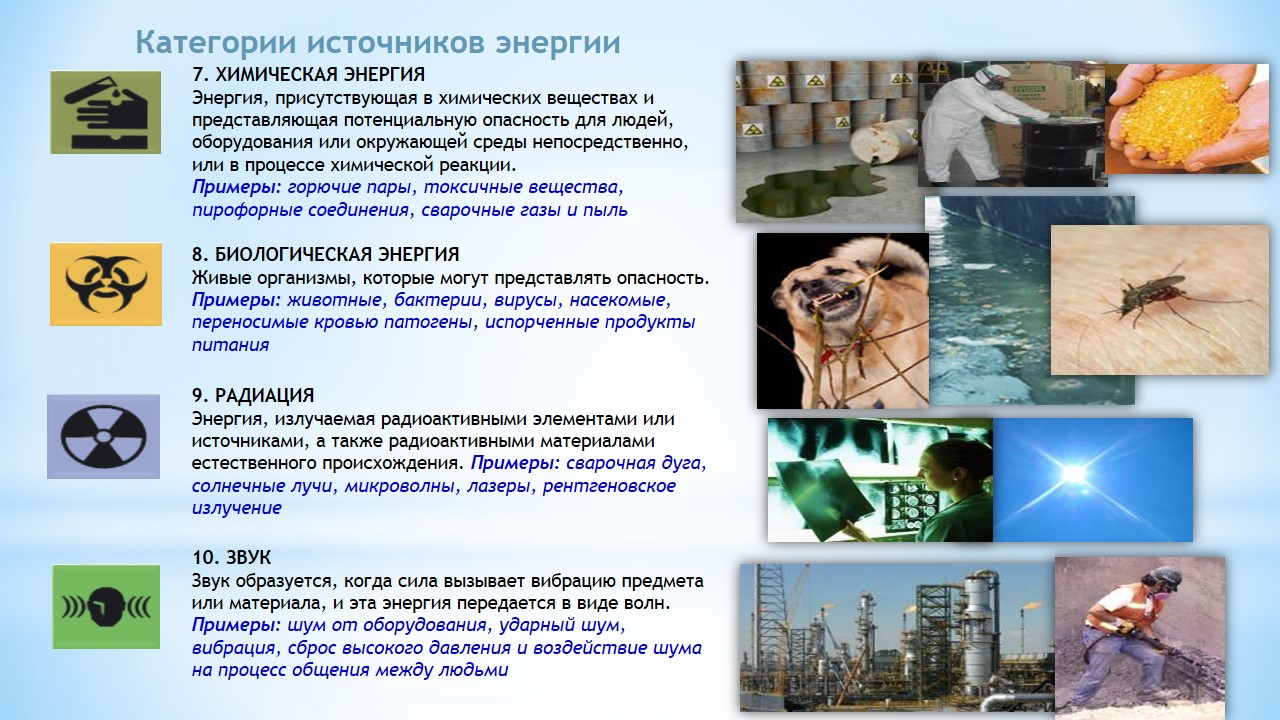 Категории источников энергии
7. ХИМИЧЕСКАЯ ЭНЕРГИЯ
Энергия, присутствующая в химических веществах и
представляющая потенциальную опасность для людей,
оборудования или окружающей среды непосредственно,
или в процессе химической реакции.
Примеры: горючие пары, токсичные вещества,
пирофорные соединения, сварочные газы и пыль
8. БИОЛОГИЧЕСКАЯ ЭНЕРГИЯ
Живые организмы, которые могут представлять опасность.
Примеры: животные, бактерии, вирусы, насекомые,
переносимые кровью патогены, испорченные продукты
питания
9. РАДИАЦИЯ
Энергия, излучаемая радиоактивными элементами или
источниками, а также радиоактивными материалами
естественного происхождения. Примеры: сварочная дуга,
солнечные лучи, микроволны, лазеры, рентгеновское
излучение
10. ЗВУК
Звук образуется, когда сила вызывает вибрацию предмета
или материала, и эта энергия передается в виде волн.
Примеры: шум от оборудования, ударный шум,
вибрация, сброс высокого давления и воздействие шума
на процесс общения между людьми